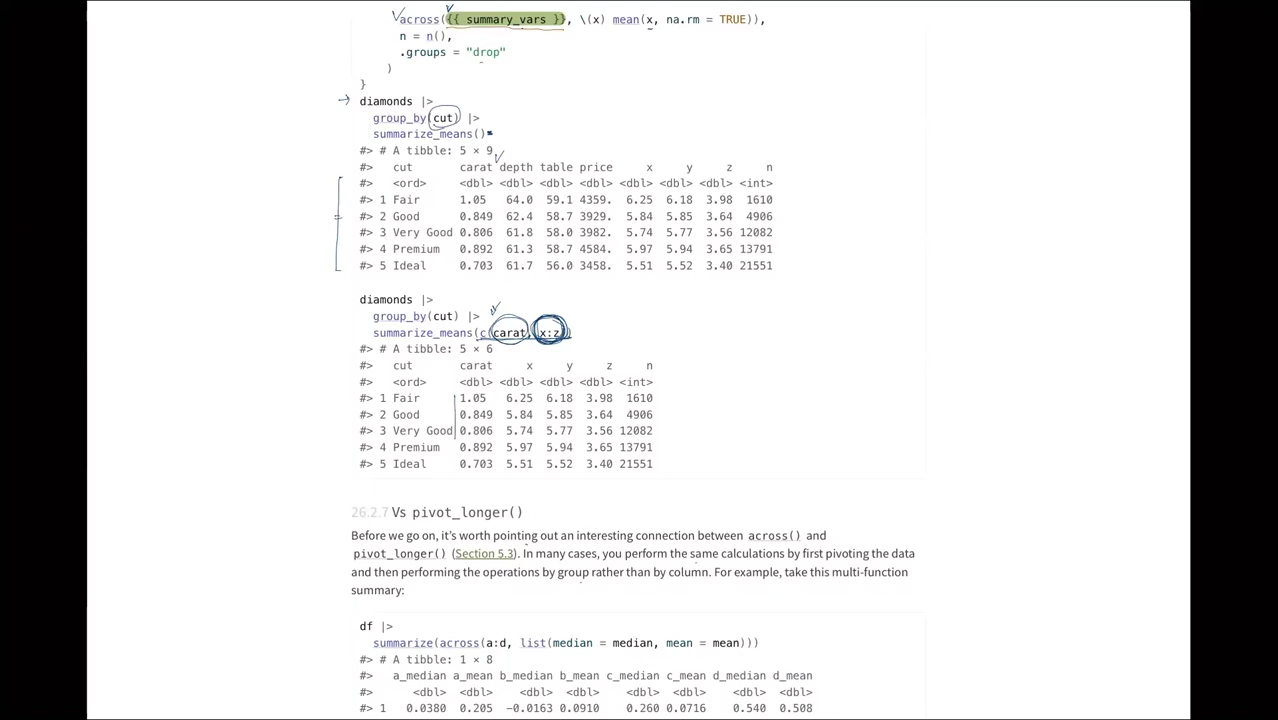 across({{ summary_vars }}, \(x) mean(x, na.rm = TRUE)),
n = n(),
.groups = "drop"
)
}
diamonds |>
group_by(cut) |>
summarize_means()
#> # A tibble: 5 × 9
#>   cut       carat depth table price     x     y     z     n
#>   <ord>     <dbl> <dbl> <dbl> <dbl> <dbl> <dbl> <dbl> <int>
#> 1 Fair      1.05   64.0  59.1 4359.  6.25  6.18  3.98  1610
#> 2 Good      0.849  62.4  58.7 3929.  5.84  5.85  3.64  4906
#> 3 Very Good 0.806  61.8  58.0 3982.  5.74  5.77  3.56 12082
#> 4 Premium   0.892  61.3  58.7 4584.  5.97  5.94  3.65 13791
#> 5 Ideal     0.703  61.7  56.0 3458.  5.51  5.52  3.40 21551
diamonds |>
group_by(cut) |>
summarize_means(c(carat, x:z))
#> # A tibble: 5 × 6
#>   cut       carat     x     y     z     n
#>   <ord>     <dbl> <dbl> <dbl> <dbl> <int>
#> 1 Fair      1.05   6.25  6.18  3.98  1610
#> 2 Good      0.849  5.84  5.85  3.64  4906
#> 3 Very Good 0.806  5.74  5.77  3.56 12082
#> 4 Premium   0.892  5.97  5.94  3.65 13791
#> 5 Ideal     0.703  5.51  5.52  3.40 21551
26.2.7 Vs pivot_longer()
Before we go on, it's worth pointing out an interesting connection between across() and
pivot_longer() (Section 5.3). In many cases, you perform the same calculations by first pivoting the data
and then performing the operations by group rather than by column. For example, take this multi-function
summary:
df |>
summarize(across(a:d, list(median = median, mean = mean)))
#> # A tibble: 1 × 8
#>   a_median a_mean b_median b_mean c_median c_mean d_median d_mean
#>      <dbl>  <dbl>    <dbl>  <dbl>    <dbl>  <dbl>    <dbl>  <dbl>
#> 1   0.0380  0.205  -0.0163 0.0910    0.260 0.0716    0.540  0.508